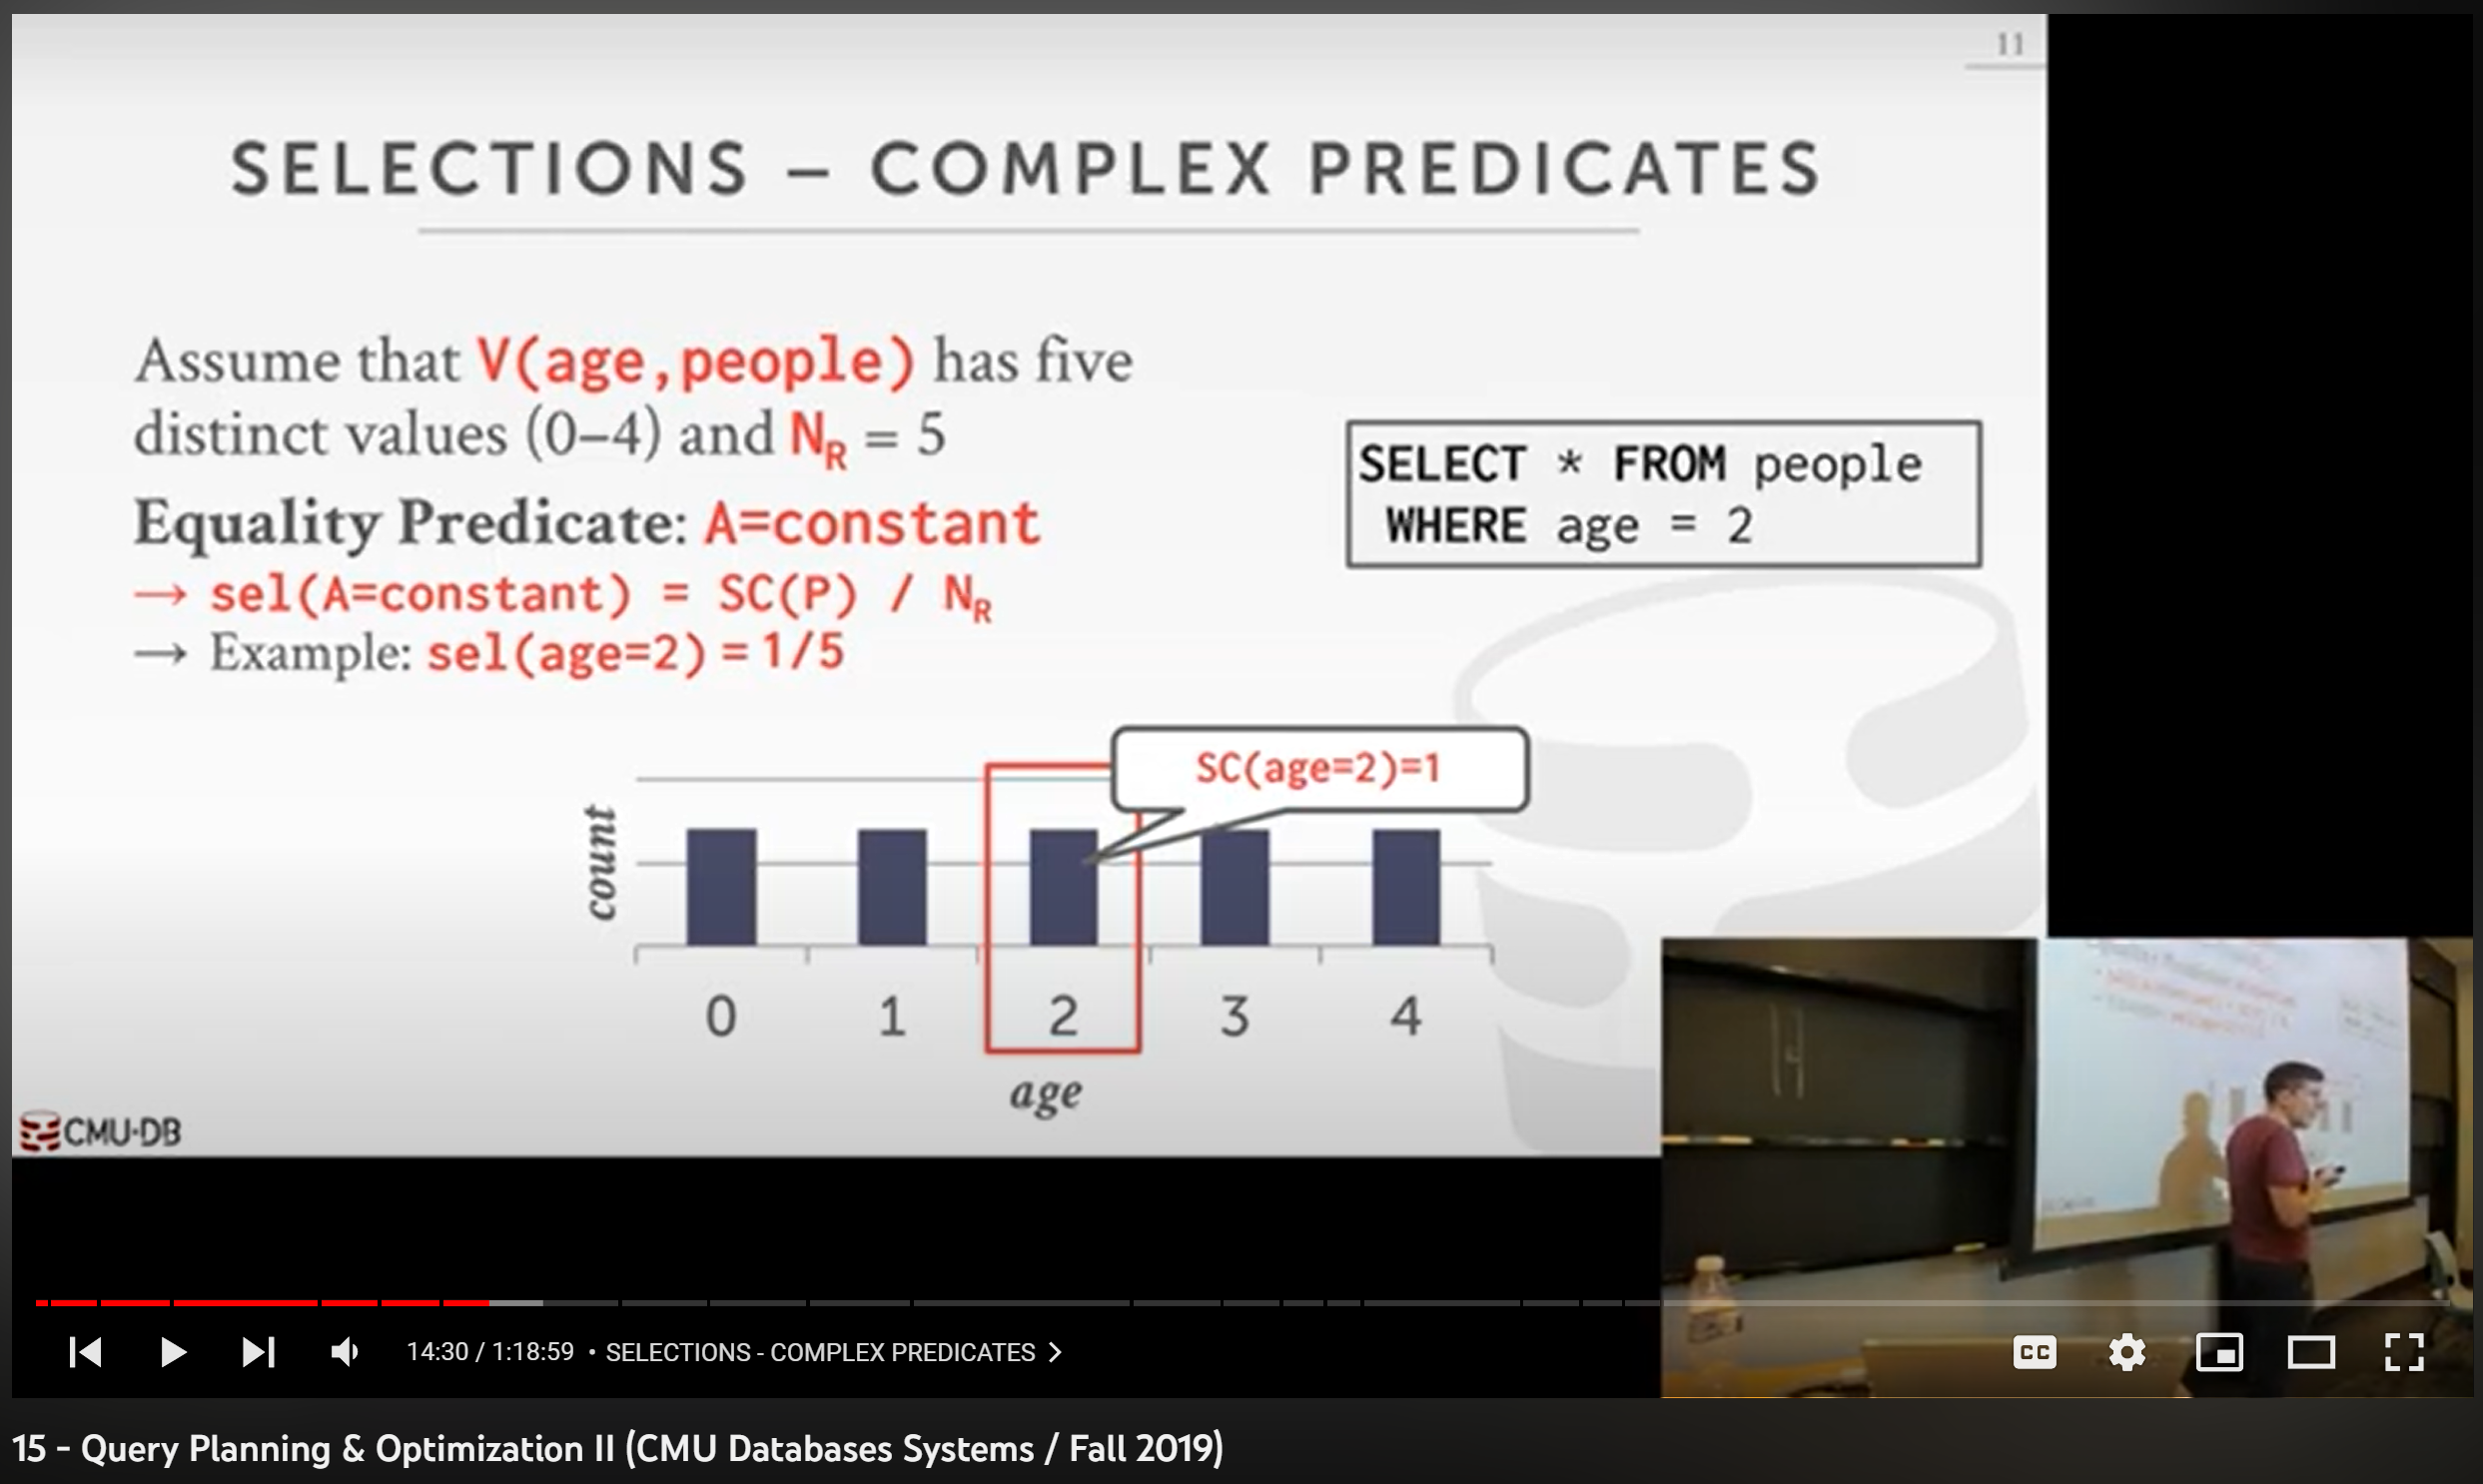 11
SELECTIONS – COMPLEX PREDICATES
Assume that V(age,people) has five
distinct values (0–4) and NR = 5
Equality Predicate: A=constant
→ sel(A=constant) = SC(P) / NR
→ Example: sel(age=2) = 1/5
SELECT * FROM people
WHERE age = 2
SC(age=2)=1
count
0 1 2 3 4
age
CMU·DB
14:30 / 1:18:59 • SELECTIONS - COMPLEX PREDICATES
CC
15 - Query Planning & Optimization II (CMU Databases Systems / Fall 2019)